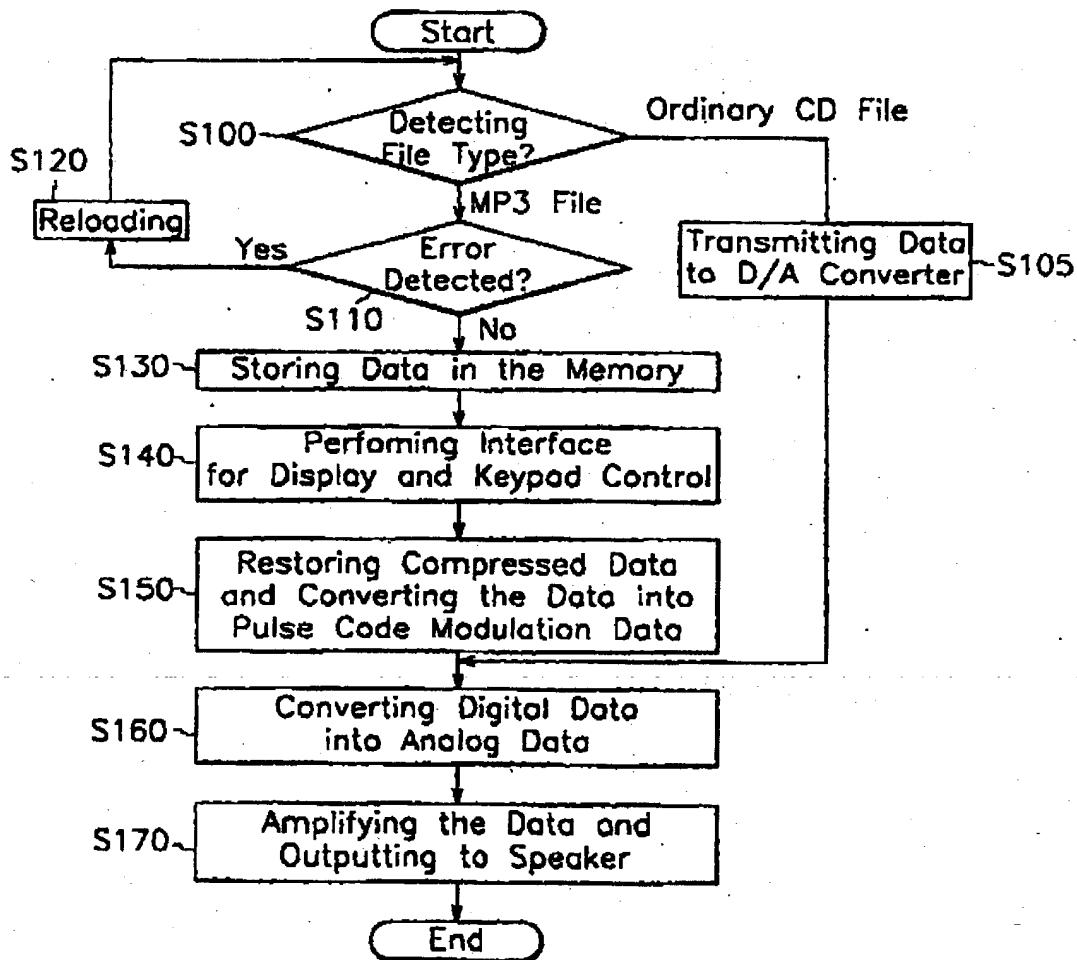 Start
S100
Detecting
File Type?
Ordinary CD File
S120
Reloading
MP3 File
Yes
Error
Detected?
S110
No
Transmitting Data
to D/A Converter
S105
S130
Storing Data in the Memory
S140
Perfoming Interface
for Display and Keypad Control
S150
Restoring Compressed Data
and Converting the Data into
Pulse Code Modulation Data
S160
Converting Digital Data
into Analog Data
S170
Amplifying the Data and
Outputting to Speaker
End